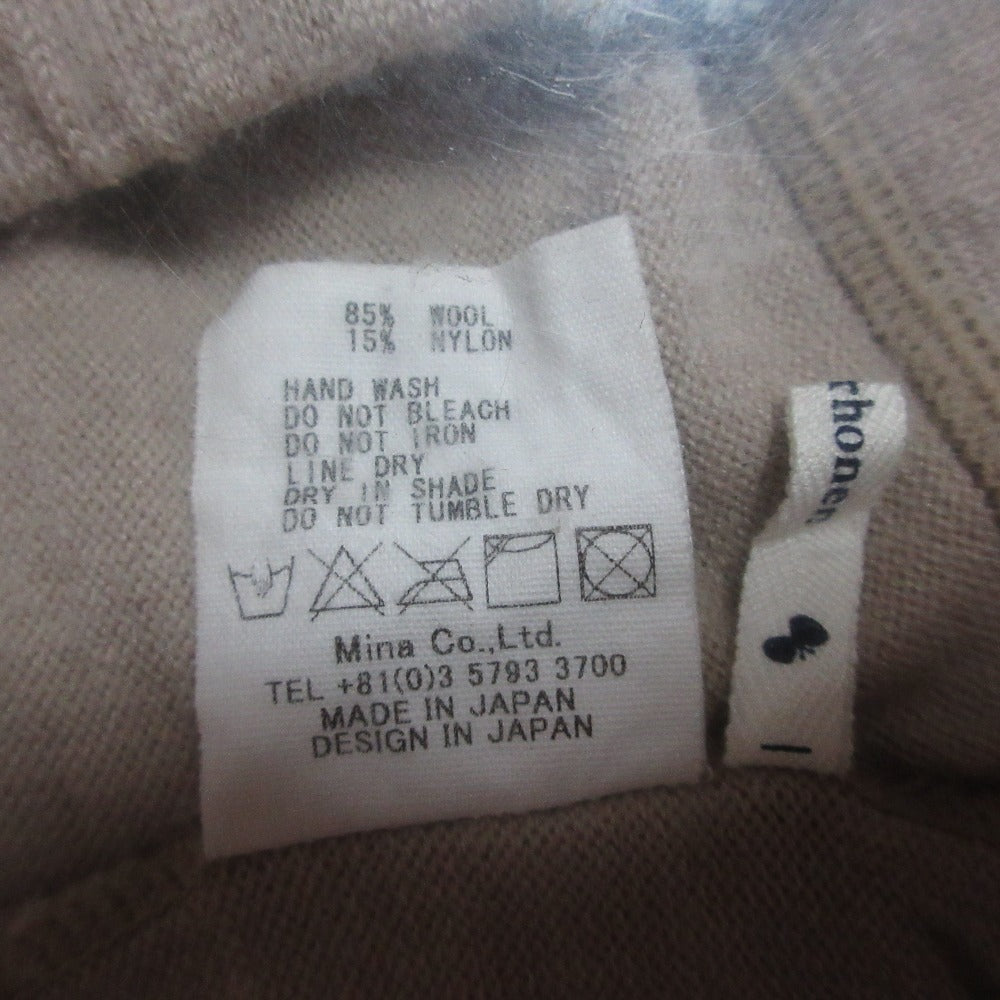 85% WOOL
15% NYLON
HAND WASH
DO NOT BLEACH
DO NOT IRON
LINE DRY
DRY IN SHADE
DO NOT TUMBLE DRY
Mina Co.,Ltd.
TEL +81(0)3 5793 3700
MADE IN JAPAN
DESIGN IN JAPAN
rhonen